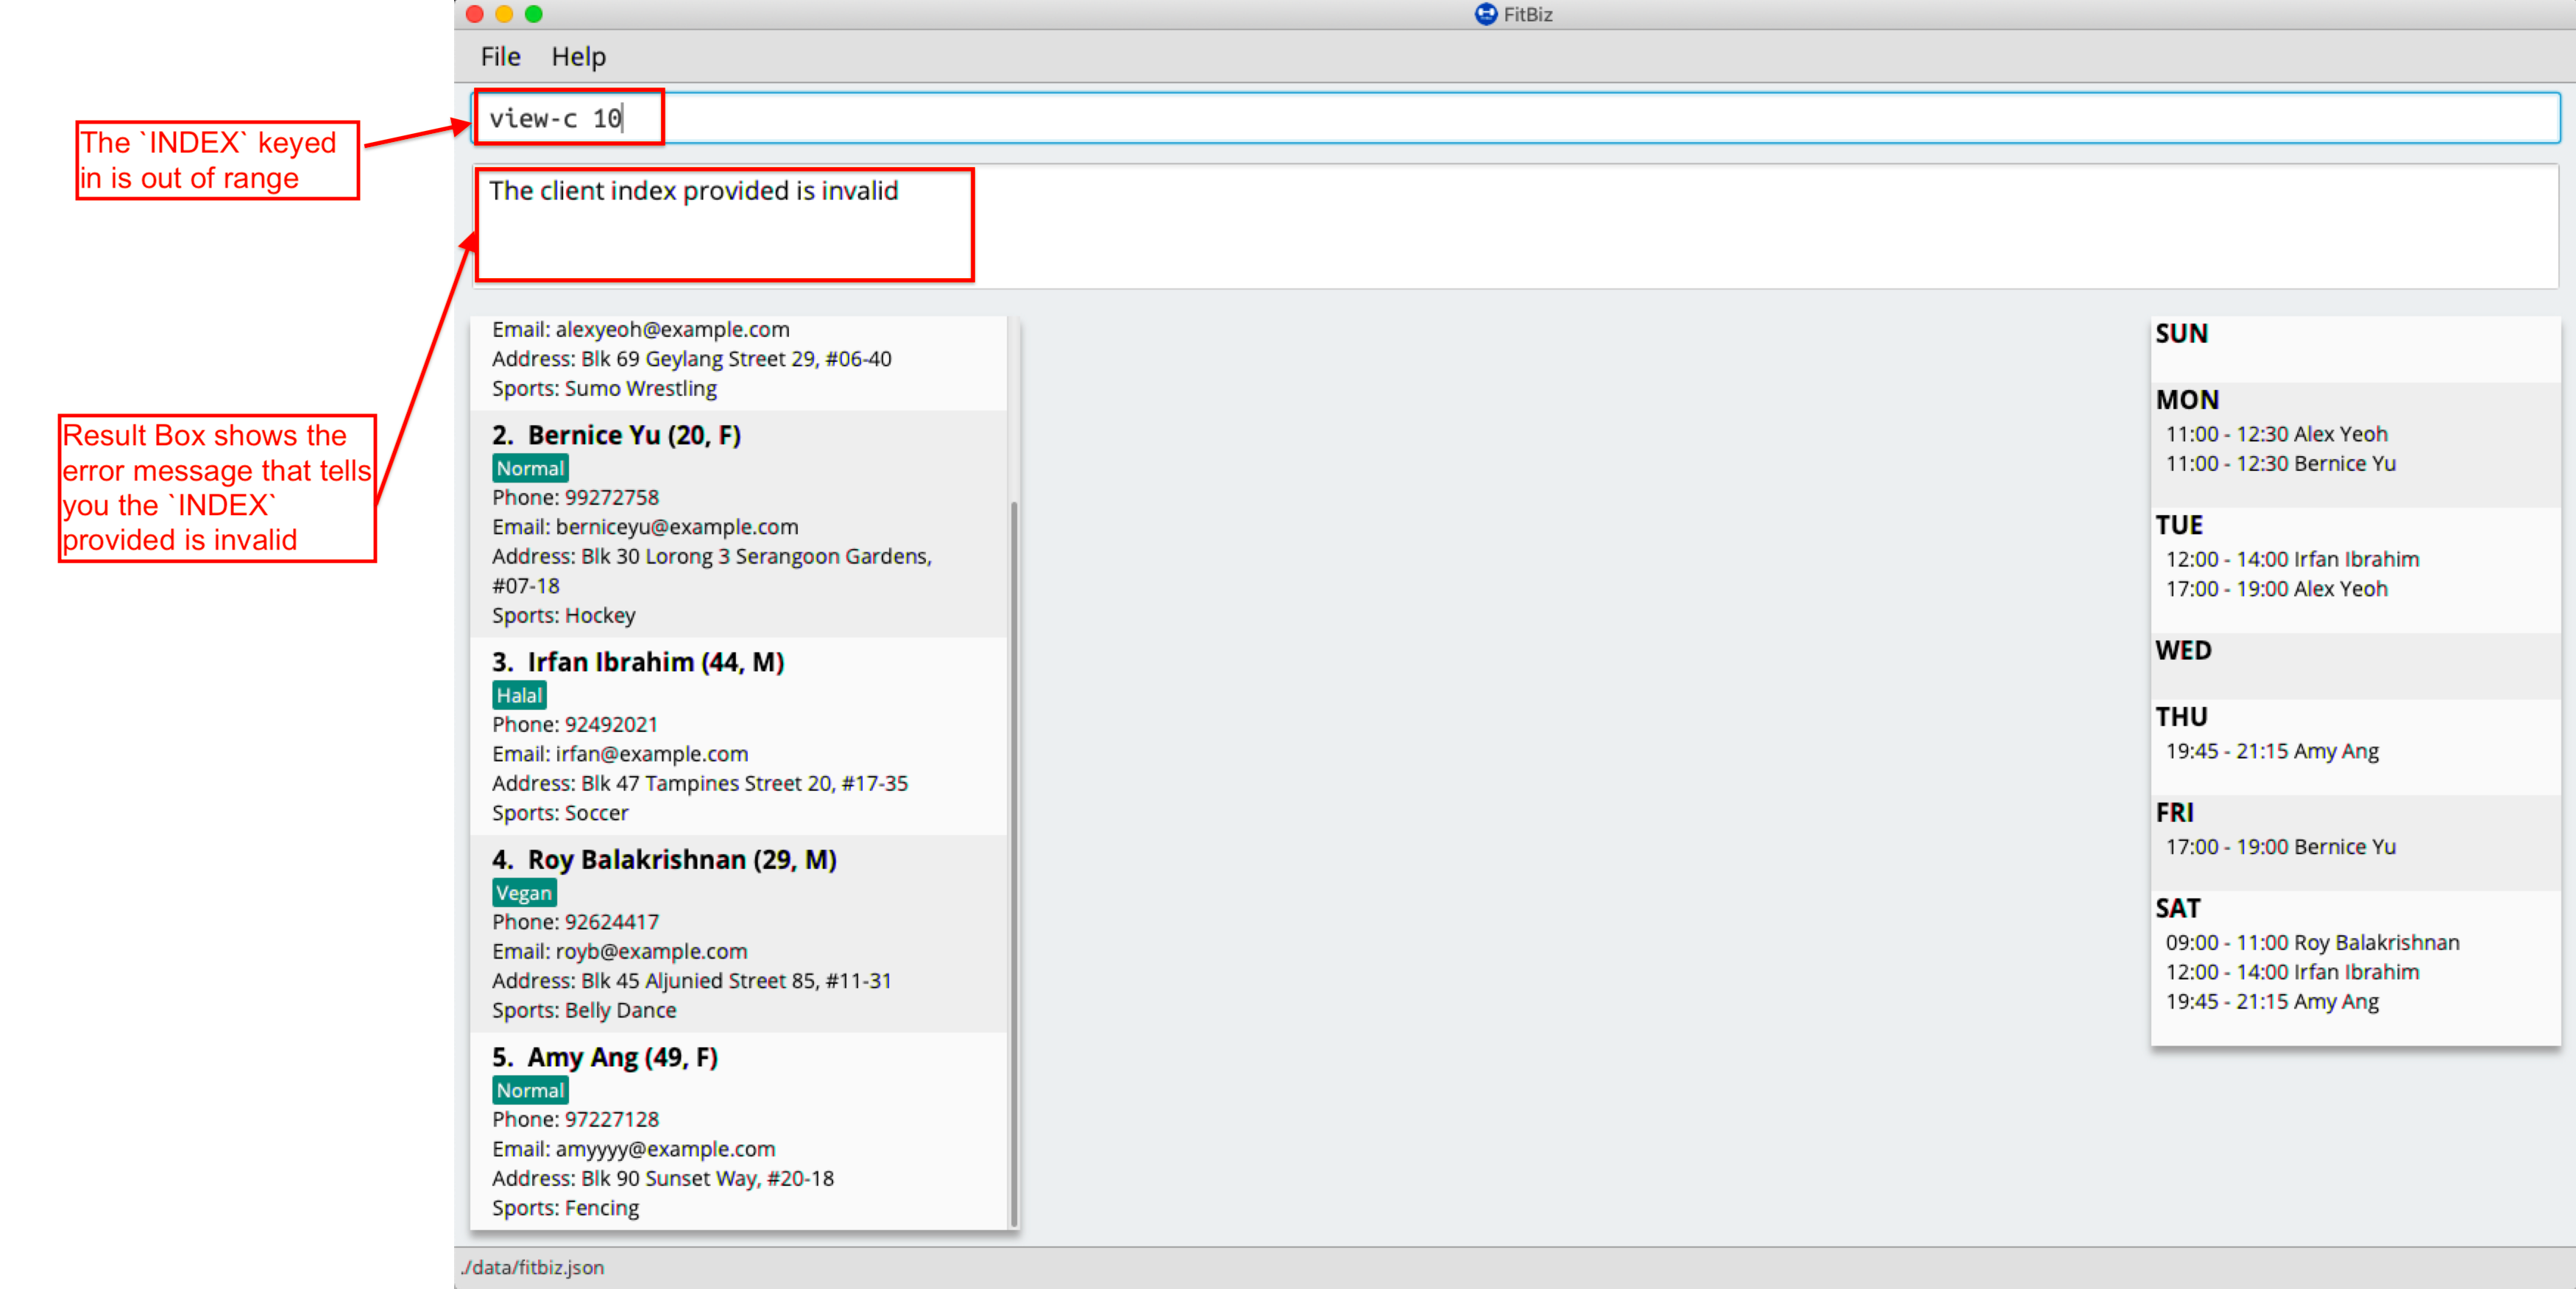 FitBiz
File Help
view-c 10
The `INDEX` keyed
in is out of range
The client index provided is invalid
Result Box shows the
error message that tells
you the `INDEX`
provided is invalid
Email: alexyeoh@example.com
Address: Blk 69 Geylang Street 29, #06-40
Sports: Sumo Wrestling
2. Bernice Yu (20, F)
Normal
Phone: 99272758
Email: berniceyu@example.com
Address: Blk 30 Lorong 3 Serangoon Gardens,
#07-18
Sports: Hockey
3. Irfan Ibrahim (44, M)
Halal
Phone: 92492021
Email: irfan@example.com
Address: Blk 47 Tampines Street 20, #17-35
Sports: Soccer
4. Roy Balakrishnan (29, M)
Vegan
Phone: 92624417
Email: royb@example.com
Address: Blk 45 Aljunied Street 85, #11-31
Sports: Belly Dance
5. Amy Ang (49, F)
Normal
Phone: 97227128
Email: amyyyy@example.com
Address: Blk 90 Sunset Way, #20-18
Sports: Fencing
SUN
MON
11:00 - 12:30 Alex Yeoh
11:00 - 12:30 Bernice Yu
TUE
12:00 - 14:00 Irfan Ibrahim
17:00 - 19:00 Alex Yeoh
WED
THU
19:45 - 21:15 Amy Ang
FRI
17:00 - 19:00 Bernice Yu
SAT
09:00 - 11:00 Roy Balakrishnan
12:00 - 14:00 Irfan Ibrahim
19:45 - 21:15 Amy Ang
./data/fitbiz.json